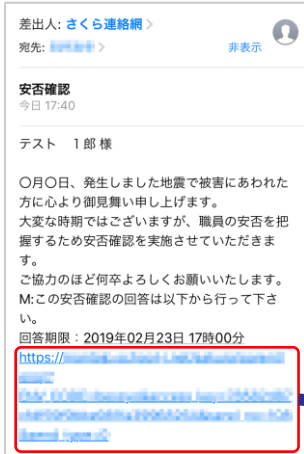 差出人: さくら連絡網
宛先:
非表示
安否確認
今日 17:40
テスト 1郎 様
〇月〇日、発生しました地震で被害にあわれた
方に心より御見舞い申し上げます。
大変な時期ではございますが、職員の安否を把
握するため安否確認を実施させていただきま
す。
ご協力のほど何卒よろしくお願いいたします。
M:この安否確認の回答は以下から行って下さ
い。
回答期限：2019年02月23日 17時00分
https://